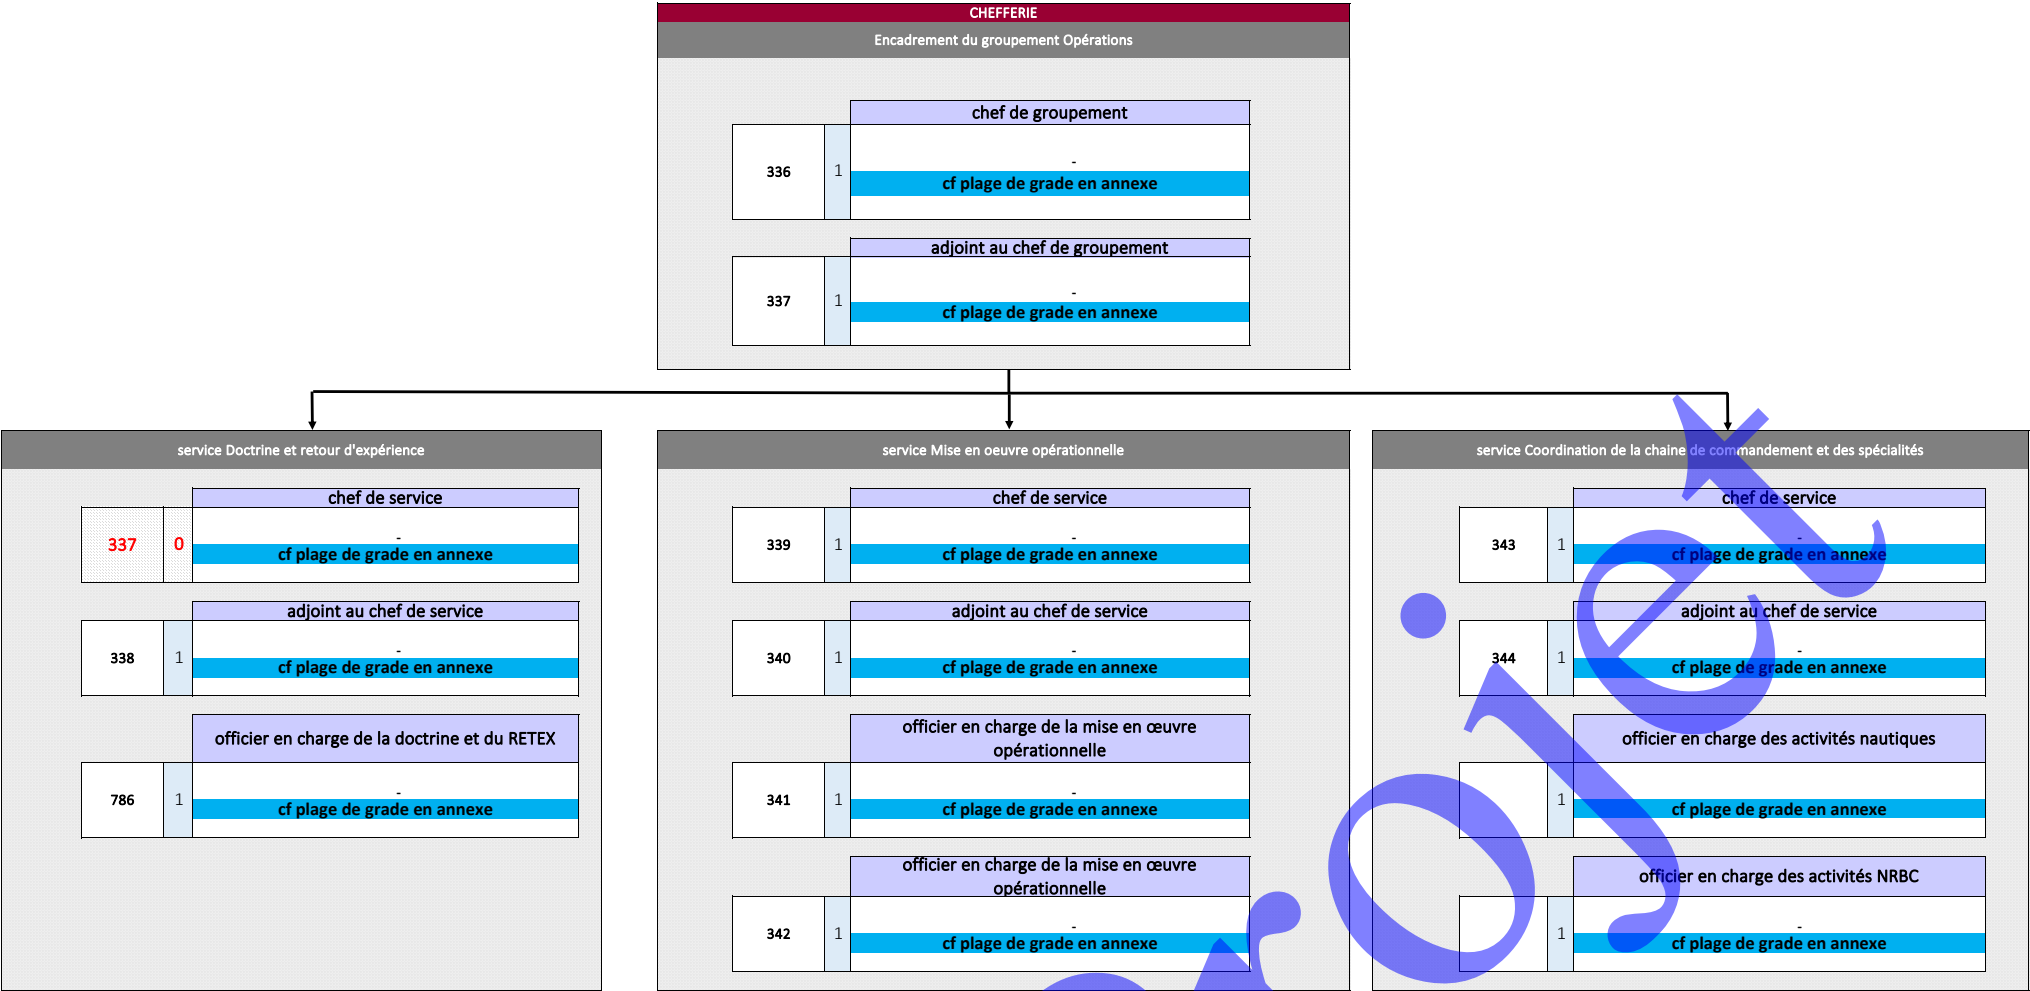 CHEFFERIE
Encadrement du groupement Opérations
chef de groupement
336 1 -
cf plage de grade en annexe
adjoint au chef de groupement
337 1 -
cf plage de grade en annexe
service Doctrine et retour d'expérience
chef de service
337 0 -
cf plage de grade en annexe
adjoint au chef de service
338 1 -
cf plage de grade en annexe
officier en charge de la doctrine et du RETEX
786 1 -
cf plage de grade en annexe
service Mise en oeuvre opérationnelle
chef de service
339 1 -
cf plage de grade en annexe
adjoint au chef de service
340 1 -
cf plage de grade en annexe
officier en charge de la mise en œuvre
opérationnelle
341 1 -
cf plage de grade en annexe
officier en charge de la mise en œuvre
opérationnelle
342 1 -
cf plage de grade en annexe
service Coordination de la chaine de commandement et des spécialités
chef de service
343 1 -
cf plage de grade en annexe
adjoint au chef de service
344 1 -
cf plage de grade en annexe
officier en charge des activités nautiques
1
cf plage de grade en annexe
officier en charge des activités NRBC
1 -
cf plage de grade en annexe
rojet